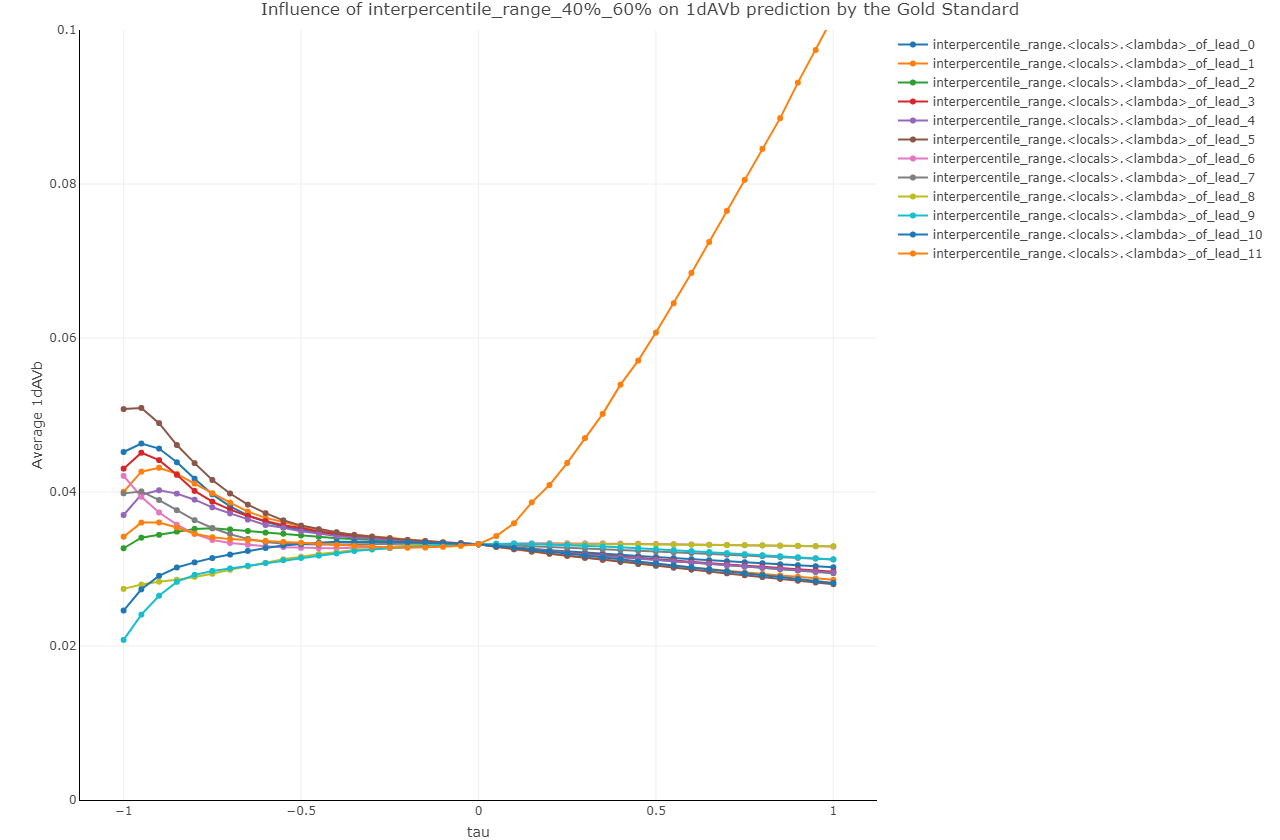 Influence of interpercentile_range_40%_60% on 1dAVb prediction by the Gold Standard
0.1
0.08
0.06
0.04
0.02
0
Average 1dAVb
−1
−0.5
0
0.5
1
tau
interpercentile_range.<locals>.<lambda>_of_lead_0
interpercentile_range.<locals>.<lambda>_of_lead_1
interpercentile_range.<locals>.<lambda>_of_lead_2
interpercentile_range.<locals>.<lambda>_of_lead_3
interpercentile_range.<locals>.<lambda>_of_lead_4
interpercentile_range.<locals>.<lambda>_of_lead_5
interpercentile_range.<locals>.<lambda>_of_lead_6
interpercentile_range.<locals>.<lambda>_of_lead_7
interpercentile_range.<locals>.<lambda>_of_lead_8
interpercentile_range.<locals>.<lambda>_of_lead_9
interpercentile_range.<locals>.<lambda>_of_lead_10
interpercentile_range.<locals>.<lambda>_of_lead_11